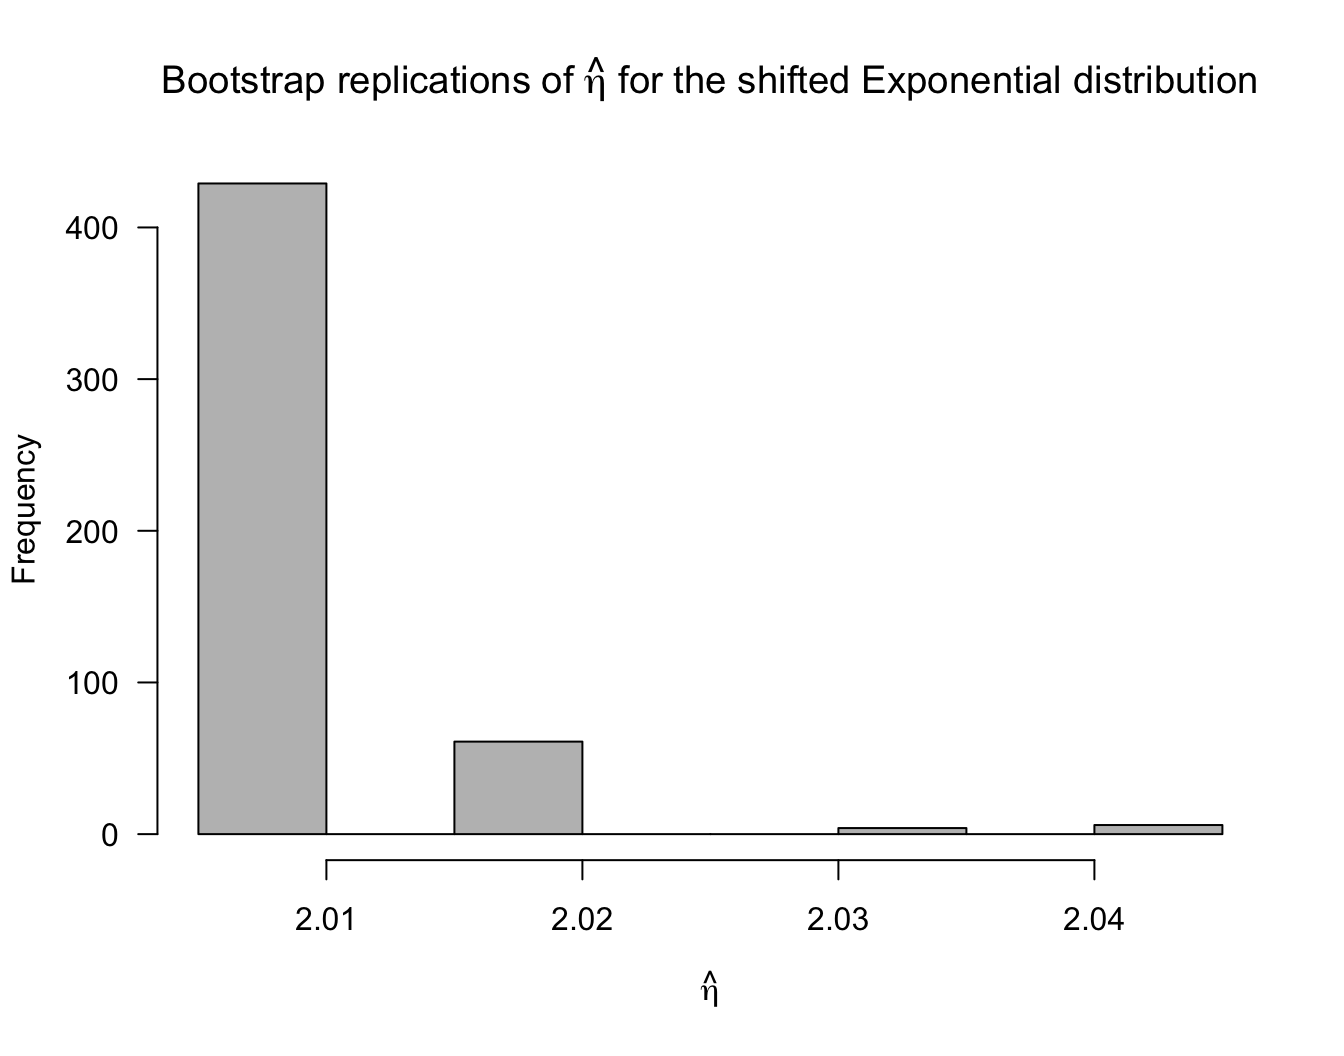 Bootstrap replications of η̂ for the shifted Exponential distribution
Frequency
400
300
200
100
0
2.01 2.02 2.03 2.04
η̂